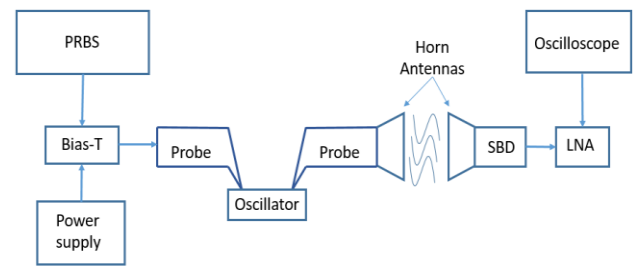 PRBS
Horn
Antennas
Oscilloscope
Bias-T
Probe
Probe
SBD
LNA
Oscillator
Power
supply